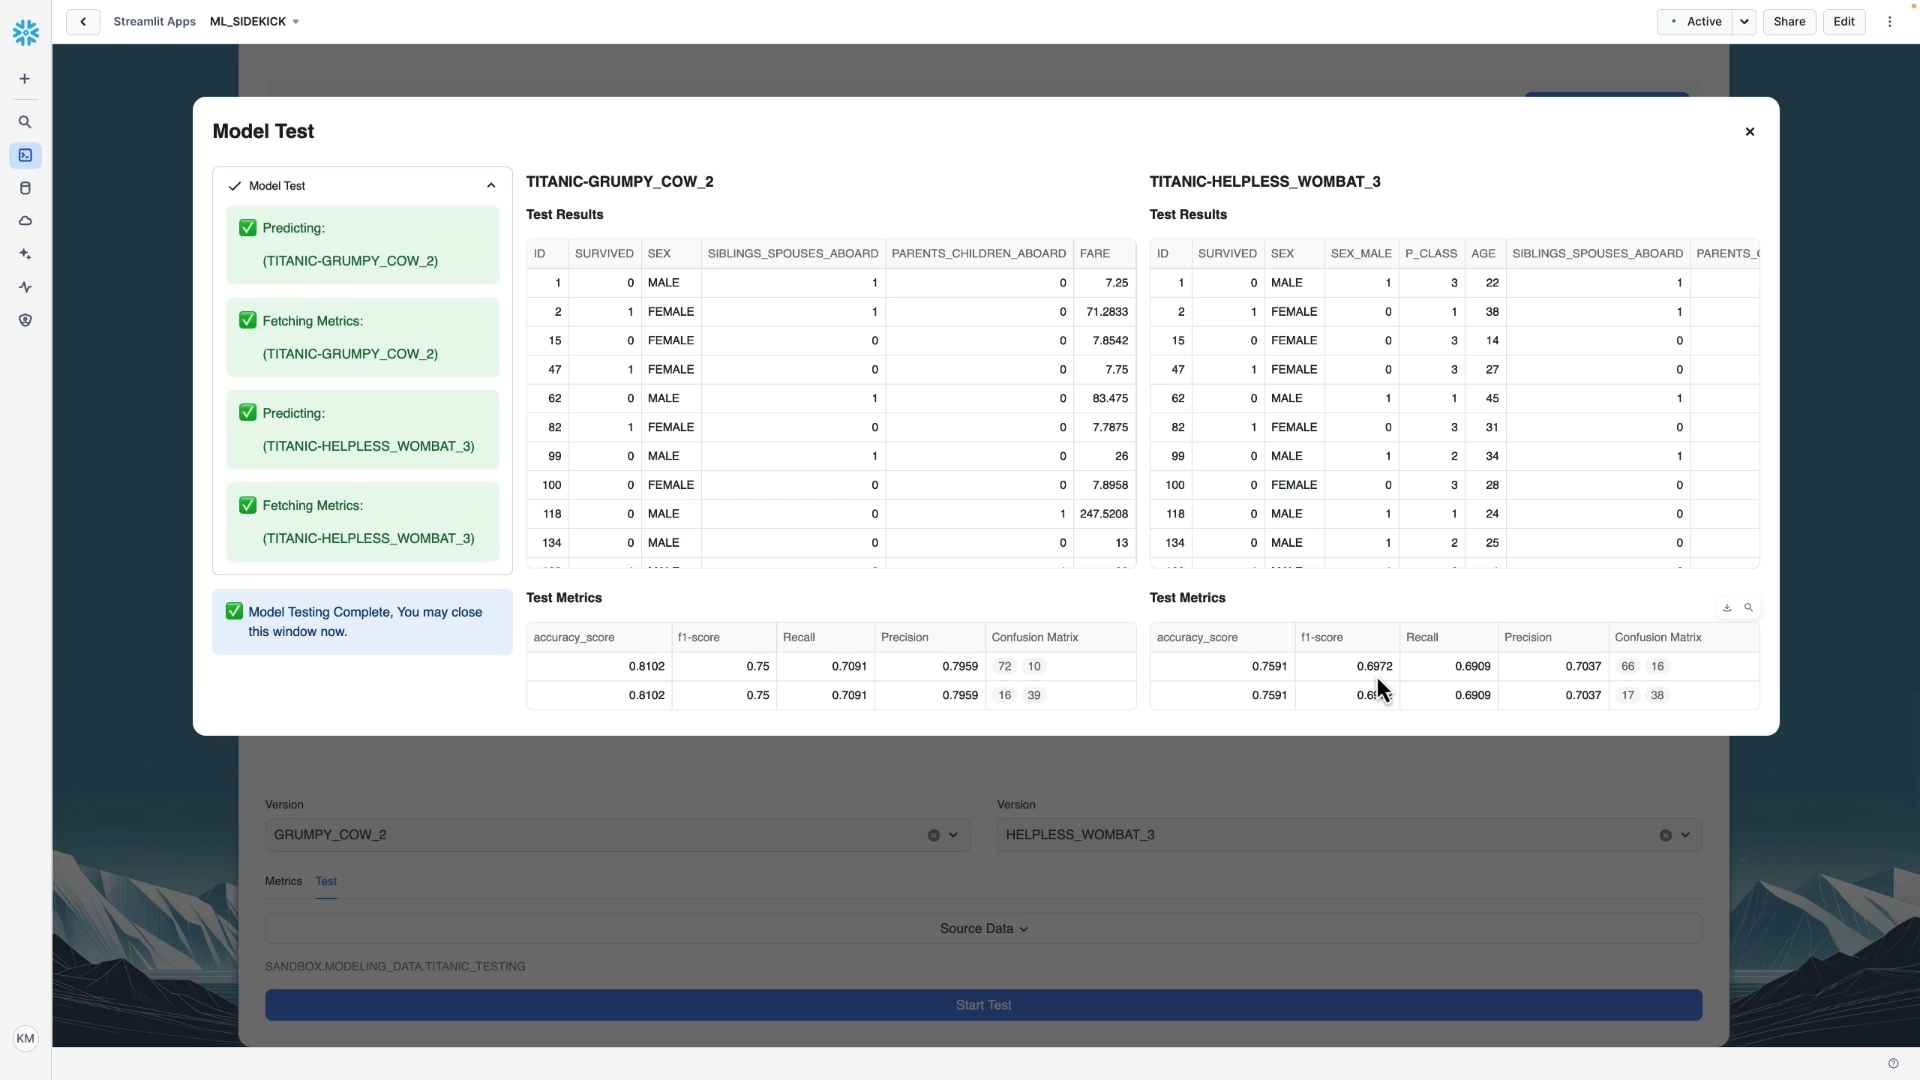 Streamlit Apps ML_SIDEKICK
Active Share Edit
Model Test
Model Test
Predicting:
(TITANIC-GRUMPY_COW_2)
Fetching Metrics:
(TITANIC-GRUMPY_COW_2)
Predicting:
(TITANIC-HELPLESS_WOMBAT_3)
Fetching Metrics:
(TITANIC-HELPLESS_WOMBAT_3)
Model Testing Complete, You may close
this window now.
TITANIC-GRUMPY_COW_2
Test Results
ID SURVIVED SEX SIBLINGS_SPOUSES_ABOARD PARENTS_CHILDREN_ABOARD FARE
1 0 MALE 1 0 7.25
2 1 FEMALE 1 0 71.2833
15 0 FEMALE 0 0 7.8542
47 1 FEMALE 0 0 7.75
62 0 MALE 1 0 83.475
82 1 FEMALE 0 0 7.7875
99 0 MALE 1 0 26
100 0 FEMALE 0 0 7.8958
118 0 MALE 0 1 247.5208
134 0 MALE 0 0 13
Test Metrics
accuracy_score f1-score Recall Precision Confusion Matrix
0.8102 0.75 0.7091 0.7959 72 10
0.8102 0.75 0.7091 0.7959 16 39
TITANIC-HELPLESS_WOMBAT_3
Test Results
ID SURVIVED SEX SEX_MALE P_CLASS AGE SIBLINGS_SPOUSES_ABOARD PARENTS_
1 0 MALE 1 3 22 1
2 1 FEMALE 0 1 38 1
15 0 FEMALE 0 3 14 0
47 1 FEMALE 0 3 27 0
62 0 MALE 1 1 45 1
82 1 FEMALE 0 3 31 0
99 0 MALE 1 2 34 1
100 0 FEMALE 0 3 28 0
118 0 MALE 1 1 24 0
134 0 MALE 1 2 25 0
Test Metrics
accuracy_score f1-score Recall Precision Confusion Matrix
0.7591 0.6972 0.6909 0.7037 66 16
0.7591 0.6909 0.7037 17 38
Version
GRUMPY_COW_2
Version
HELPLESS_WOMBAT_3
Metrics Test
Source Data
SANDBOX.MODELING_DATA.TITANIC_TESTING
Start Test
KM